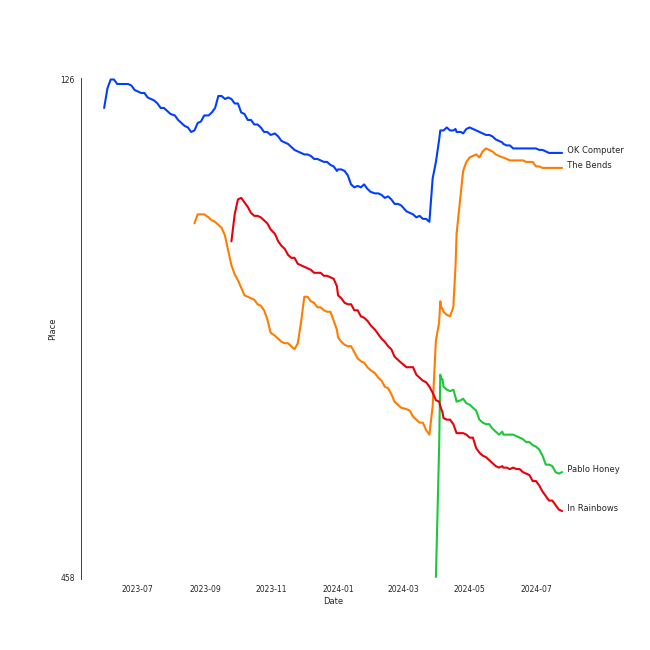 126
OK Computer
The Bends
Place
Pablo Honey
In Rainbows
458
2023-07 2023-09 2023-11 2024-01 2024-03 2024-05 2024-07
Date